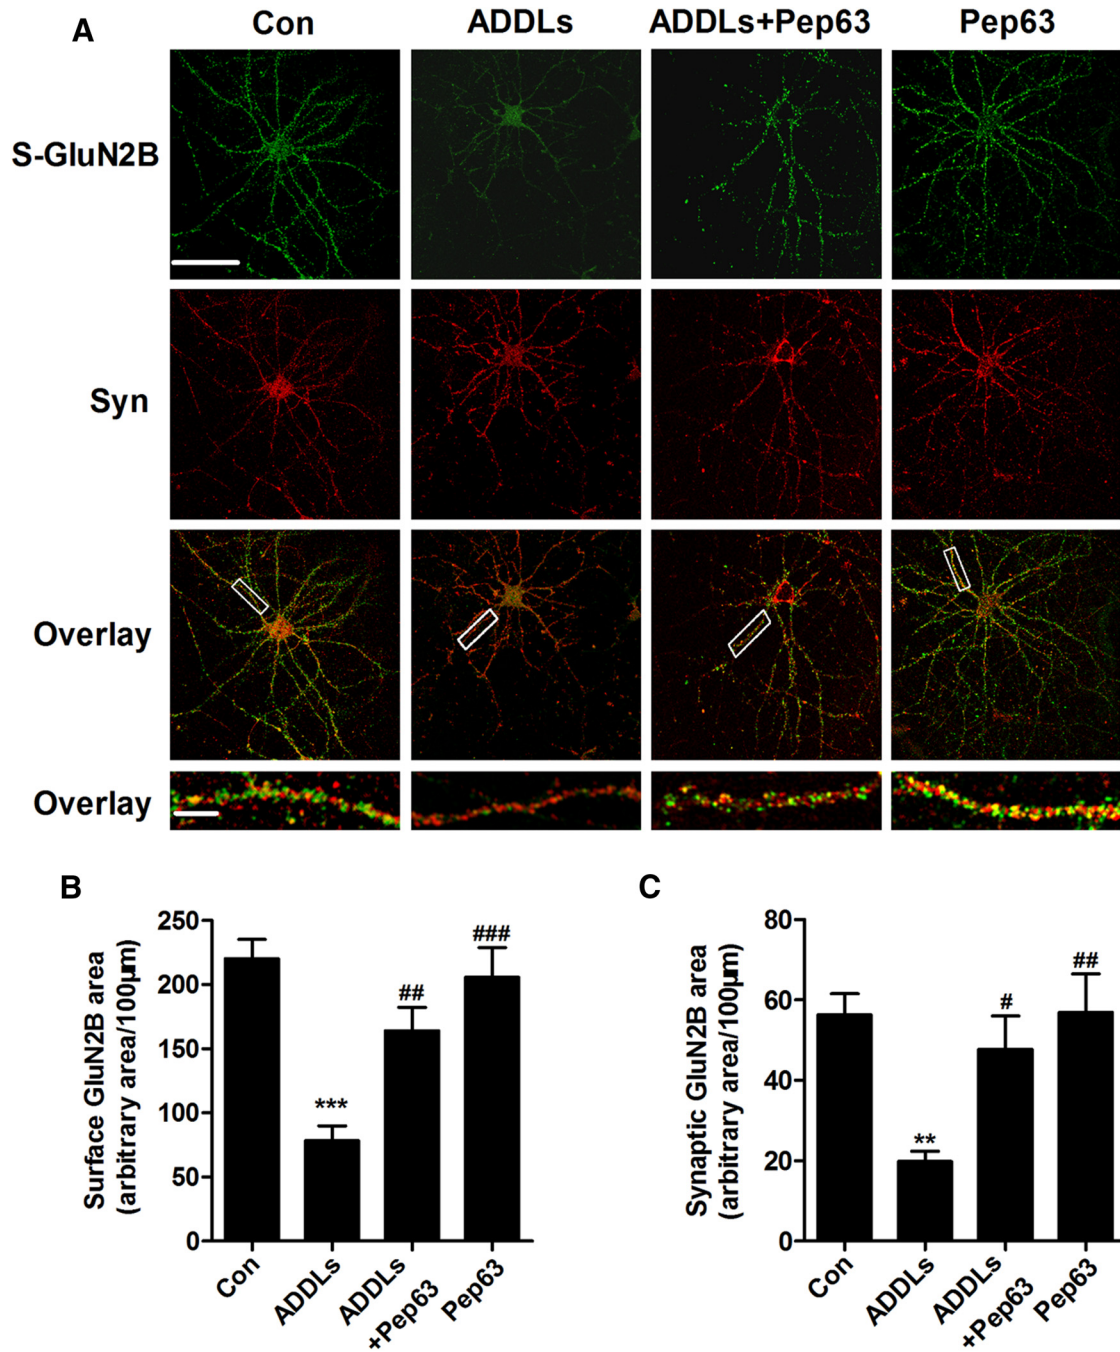 A
Con ADDLs ADDLs+Pep63 Pep63
S-GluN2B
Syn
Overlay
Overlay
B
Surface GluN2B area
(arbitrary area/100µm)
250
200
150
100
50
0
***
##
###
Con
ADDLs
ADDLs
+Pep63
Pep63
C
Synaptic GluN2B area
(arbitrary area/100µm)
80
60
40
20
0
**
#
##
Con
ADDLs
ADDLs
+Pep63
Pep63